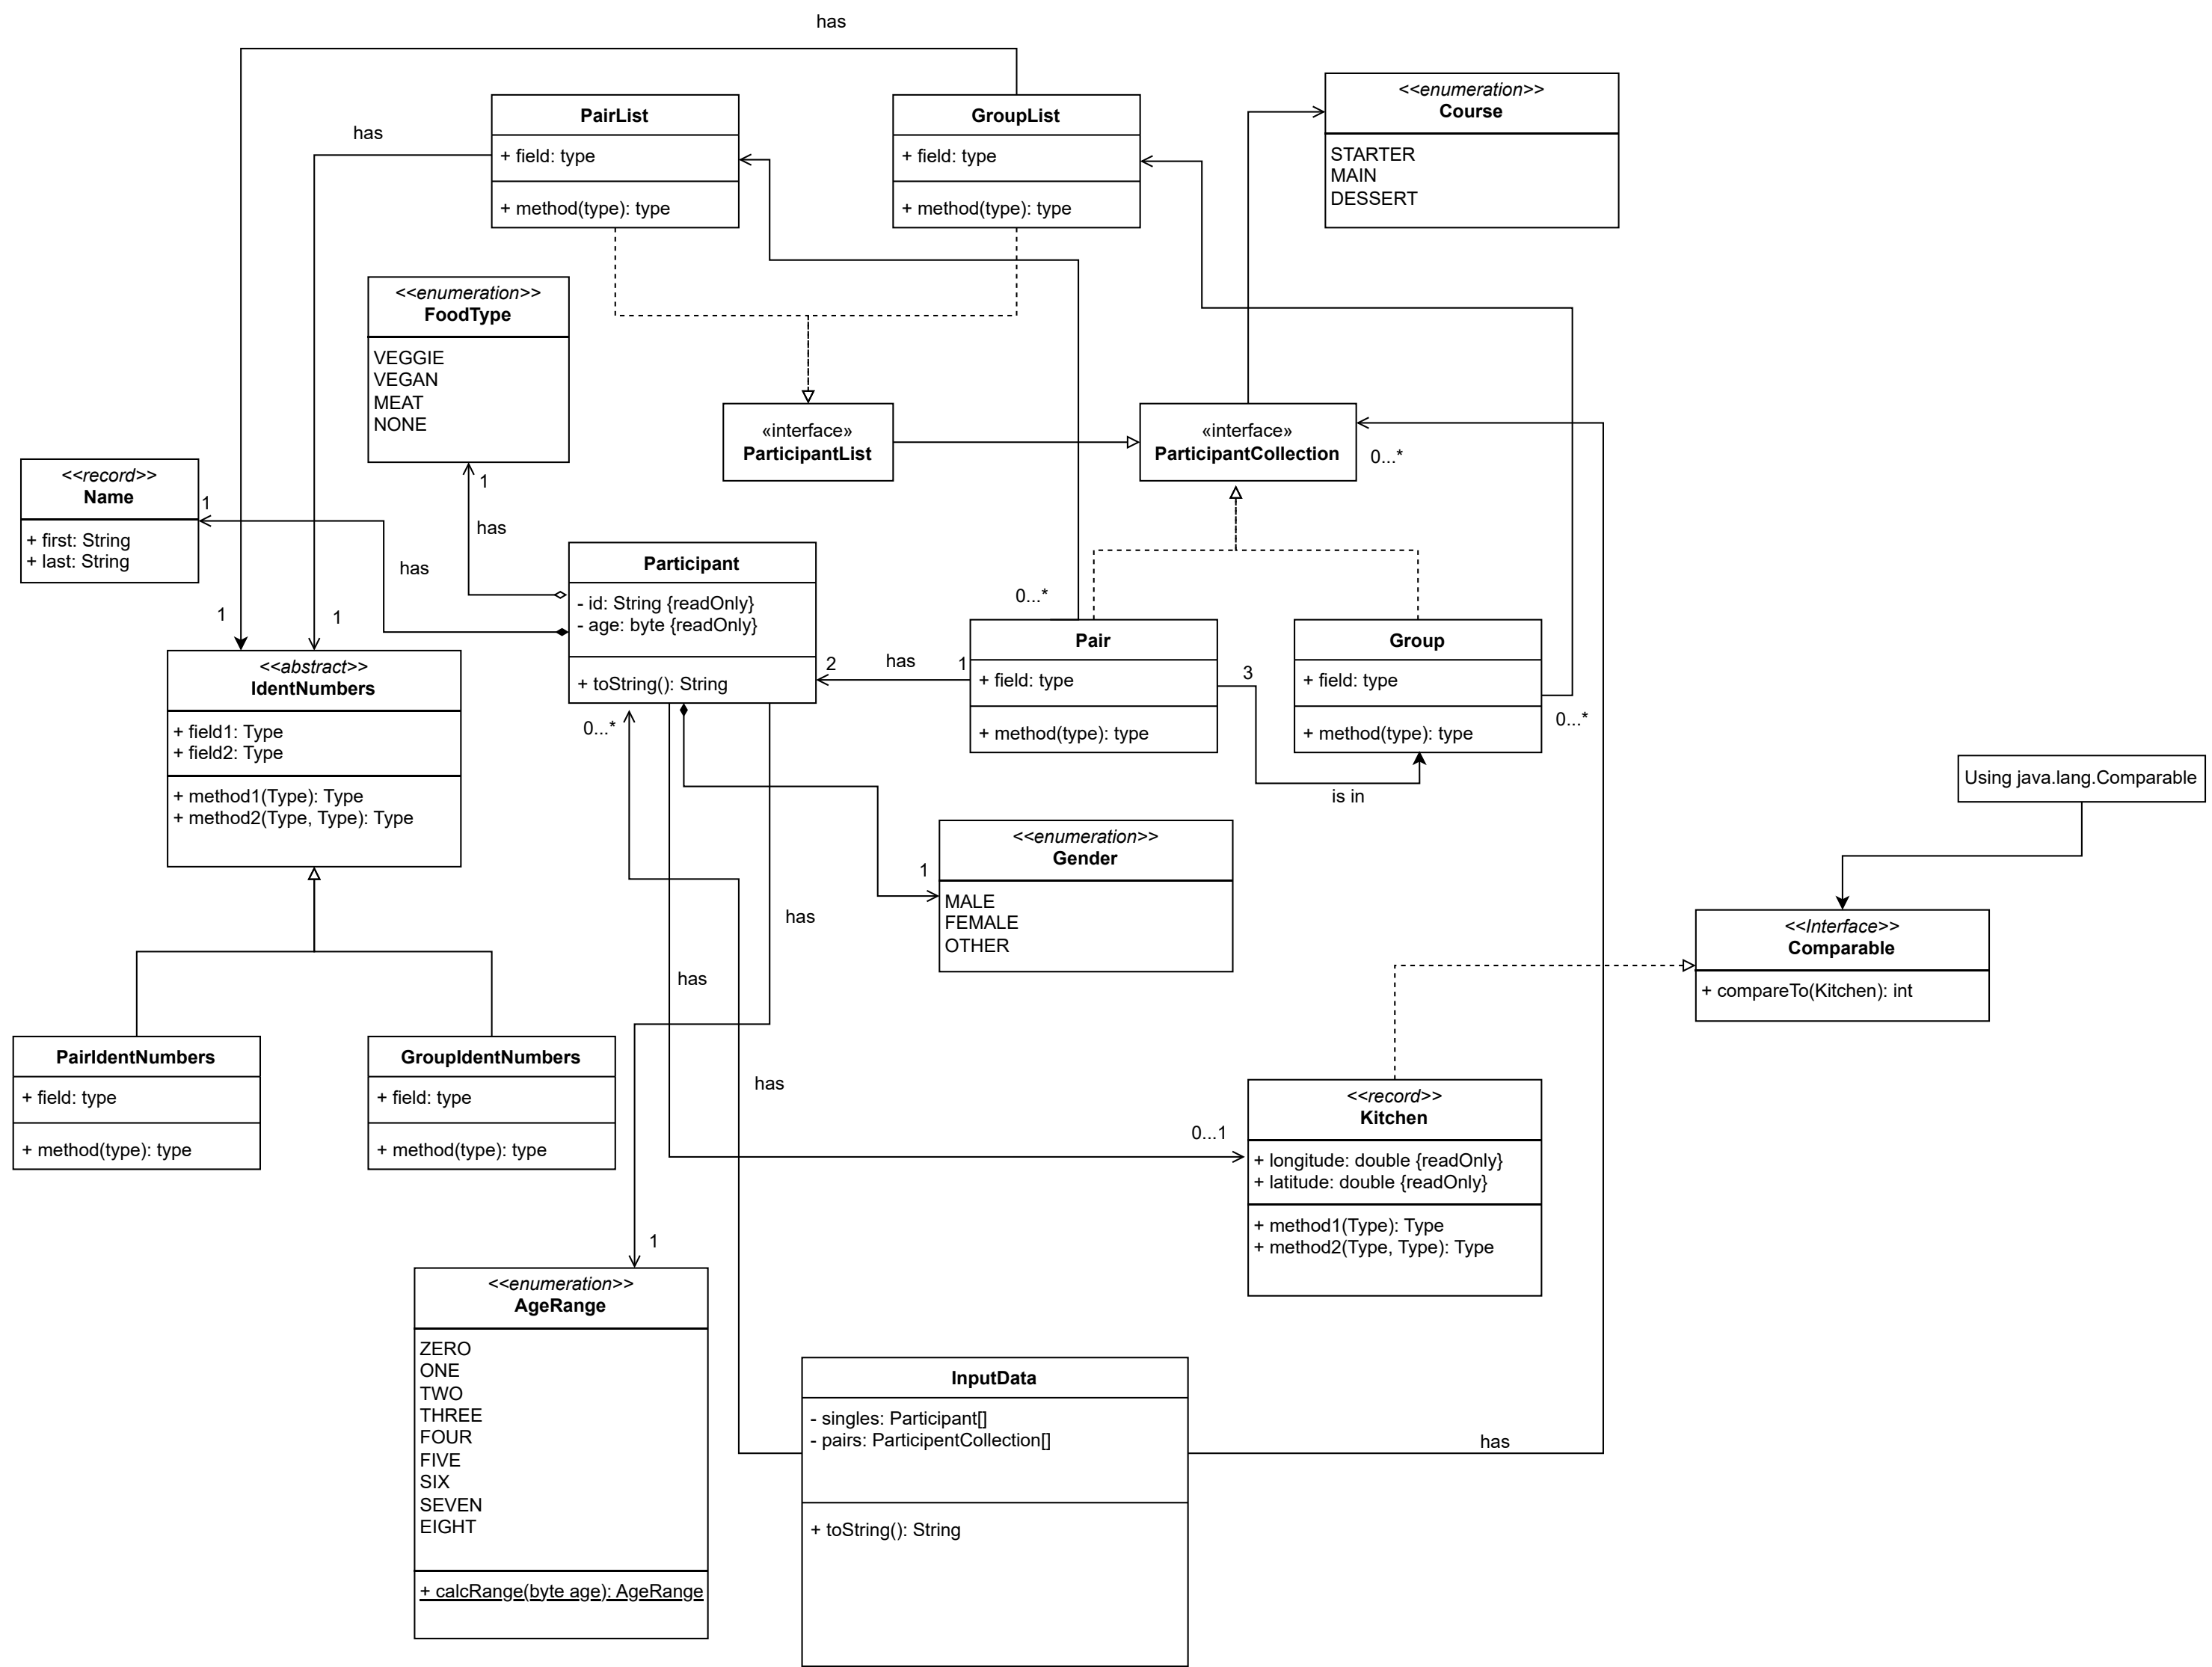 has
PairList
+ field: type
+ method(type): type
GroupList
+ field: type
+ method(type): type
<<enumeration>>
Course
STARTER
MAIN
DESSERT
has
<<enumeration>>
FoodType
VEGGIE
VEGAN
MEAT
NONE
«interface»
ParticipantList
«interface»
ParticipantCollection
0...*
<<record>>
Name
+ first: String
+ last: String
1
1
has
has
Participant
- id: String {readOnly}
- age: byte {readOnly}
+ toString(): String
0...*
1
1
<<abstract>>
IdentNumbers
+ field1: Type
+ field2: Type
+ method1(Type): Type
+ method2(Type, Type): Type
2
has
1
Pair
+ field: type
+ method(type): type
3
is in
Group
+ field: type
+ method(type): type
0...*
0...*
Using java.lang.Comparable
<<enumeration>>
Gender
MALE
FEMALE
OTHER
1
has
has
has
<<Interface>>
Comparable
+ compareTo(Kitchen): int
PairIdentNumbers
+ field: type
+ method(type): type
GroupIdentNumbers
+ field: type
+ method(type): type
0...1
<<record>>
Kitchen
+ longitude: double {readOnly}
+ latitude: double {readOnly}
+ method1(Type): Type
+ method2(Type, Type): Type
1
<<enumeration>>
AgeRange
ZERO
ONE
TWO
THREE
FOUR
FIVE
SIX
SEVEN
EIGHT
+ calcRange(byte age): AgeRange
InputData
- singles: Participant[]
- pairs: ParticipentCollection[]
+ toString(): String
has